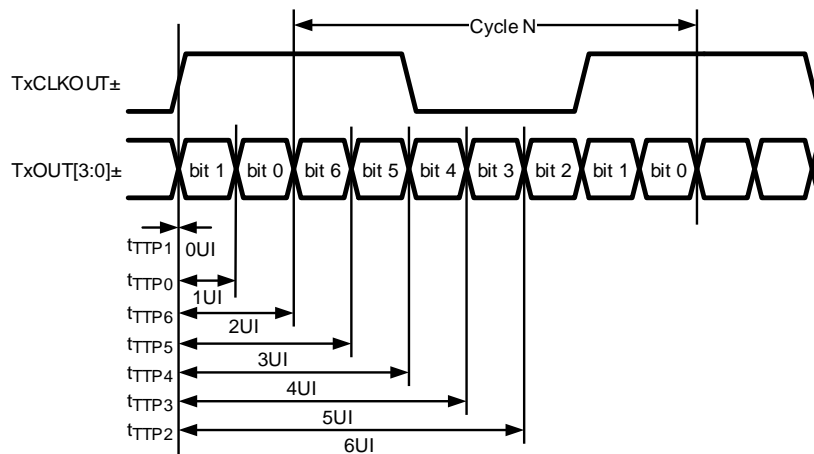 Cycle N
TxCLKOUT±
TxOUT[3:0]±
bit 1 bit 0 bit 6 bit 5 bit 4 bit 3 bit 2 bit 1 bit 0
tTTP1 0UI
tTTP0 1UI
tTTP6 2UI
tTTP5 3UI
tTTP4 4UI
tTTP3 5UI
tTTP2 6UI